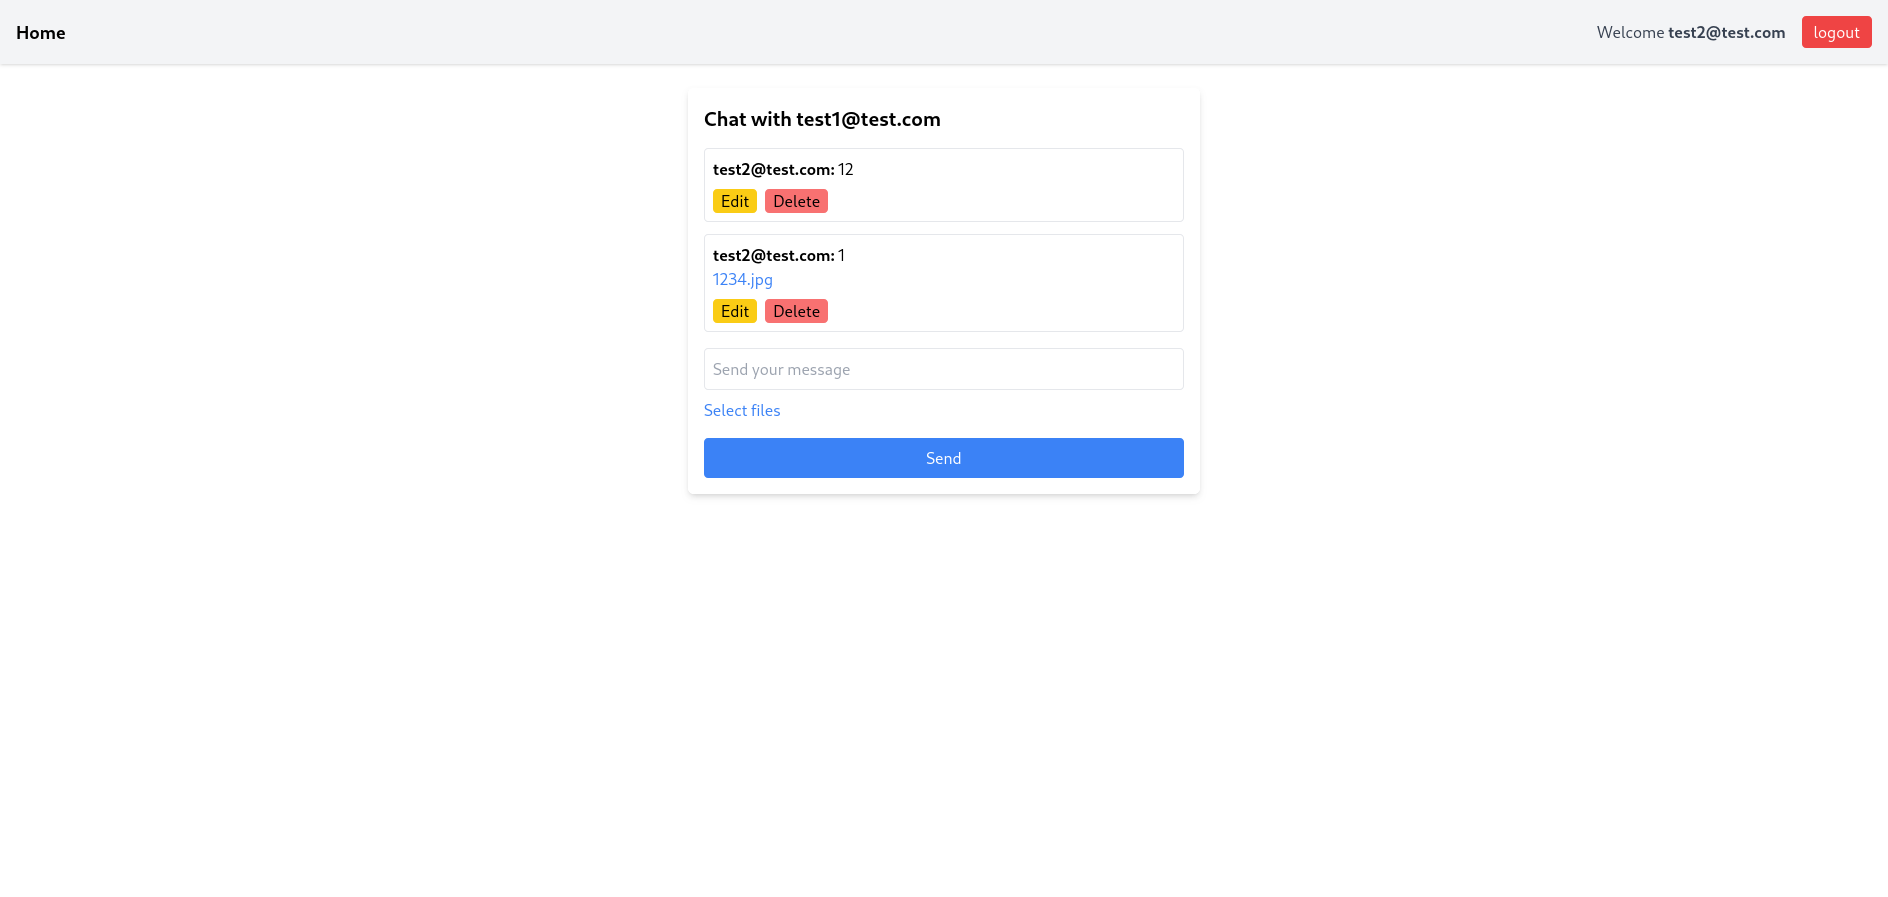 Home
Welcome test2@test.com
logout
Chat with test1@test.com
test2@test.com: 12
Edit Delete
test2@test.com: 1
1234.jpg
Edit Delete
Send your message
Select files
Send